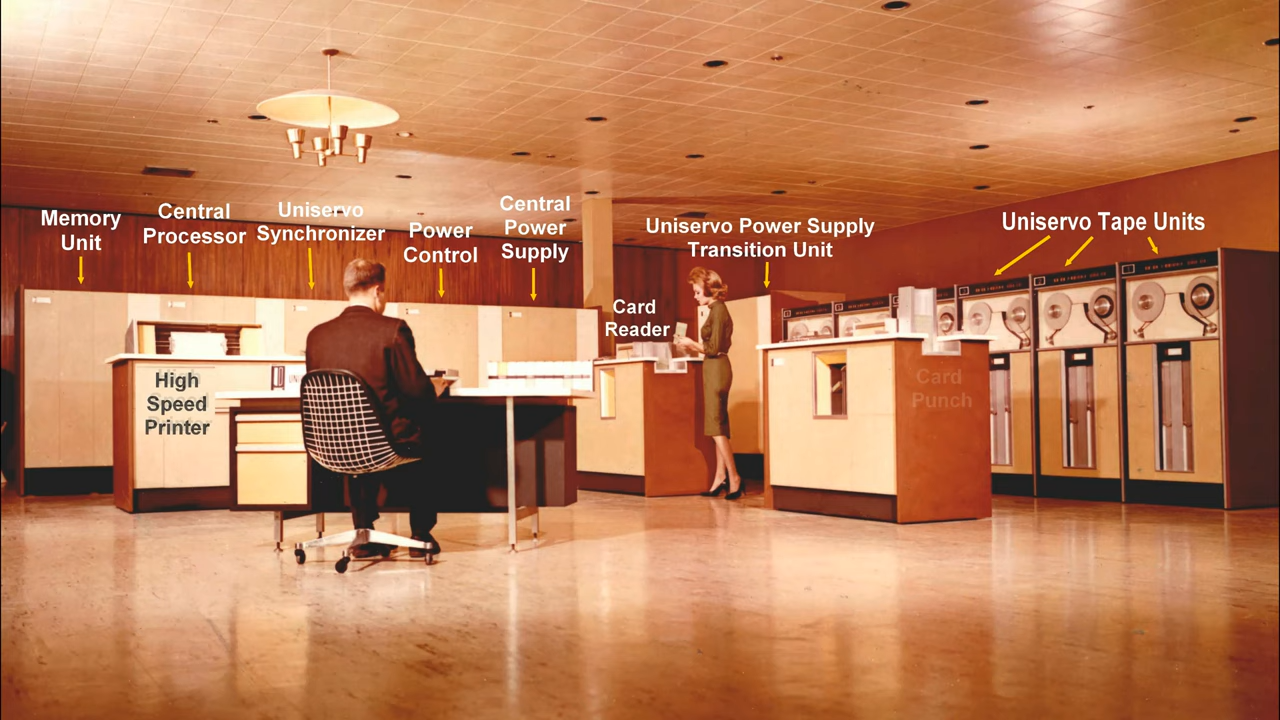 Memory
Unit
Central
Processor
Uniservo
Synchronizer
Power
Control
Central
Power
Supply
Uniservo Power Supply
Transition Unit
Uniservo Tape Units
Card
Reader
High
Speed
Printer
Card
Punch